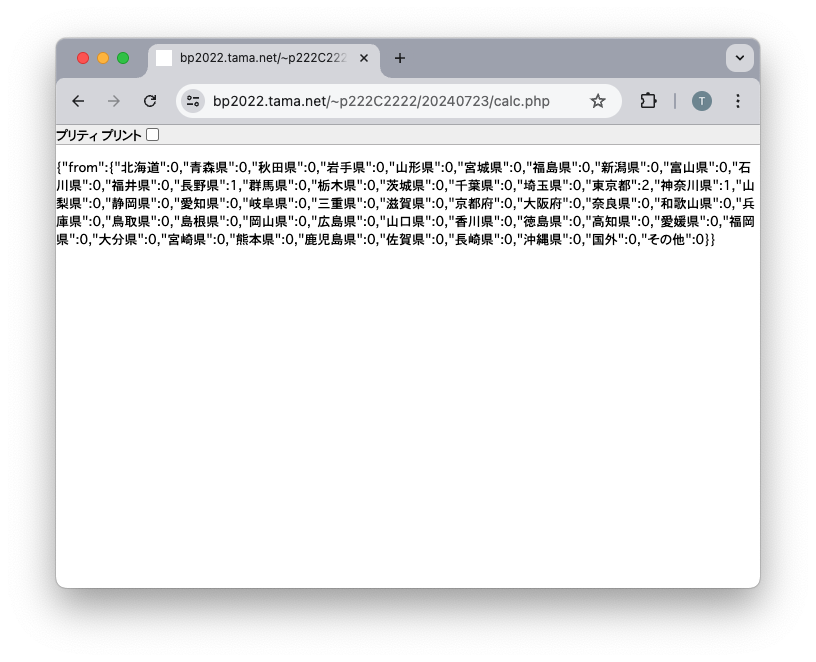 bp2022.tama.net/~p222C222
bp2022.tama.net/~p222C2222/20240723/calc.php
T
プリティ プリント
{"from":{"北海道":0,"青森県":0,"秋田県":0,"岩手県":0,"山形県":0,"宮城県":0,"福島県":0,"新潟県":0,"富山県":0,"石
川県":0,"福井県":0,"長野県":1,"群馬県":0,"栃木県":0,"茨城県":0,"千葉県":0,"埼玉県":0,"東京都":2,"神奈川県":1,"山
梨県":0,"静岡県":0,"愛知県":0,"岐阜県":0,"三重県":0,"滋賀県":0,"京都府":0,"大阪府":0,"奈良県":0,"和歌山県":0,"兵
庫県":0,"鳥取県":0,"島根県":0,"岡山県":0,"広島県":0,"山口県":0,"香川県":0,"徳島県":0,"高知県":0,"愛媛県":0,"福岡
県":0,"大分県":0,"宮崎県":0,"熊本県":0,"鹿児島県":0,"佐賀県":0,"長崎県":0,"沖縄県":0,"国外":0,"その他":0}}